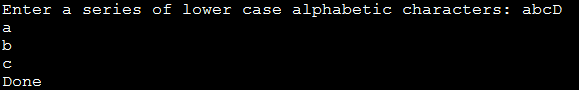 Enter a series of lower case alphabetic characters: abcD
a
b
c
Done